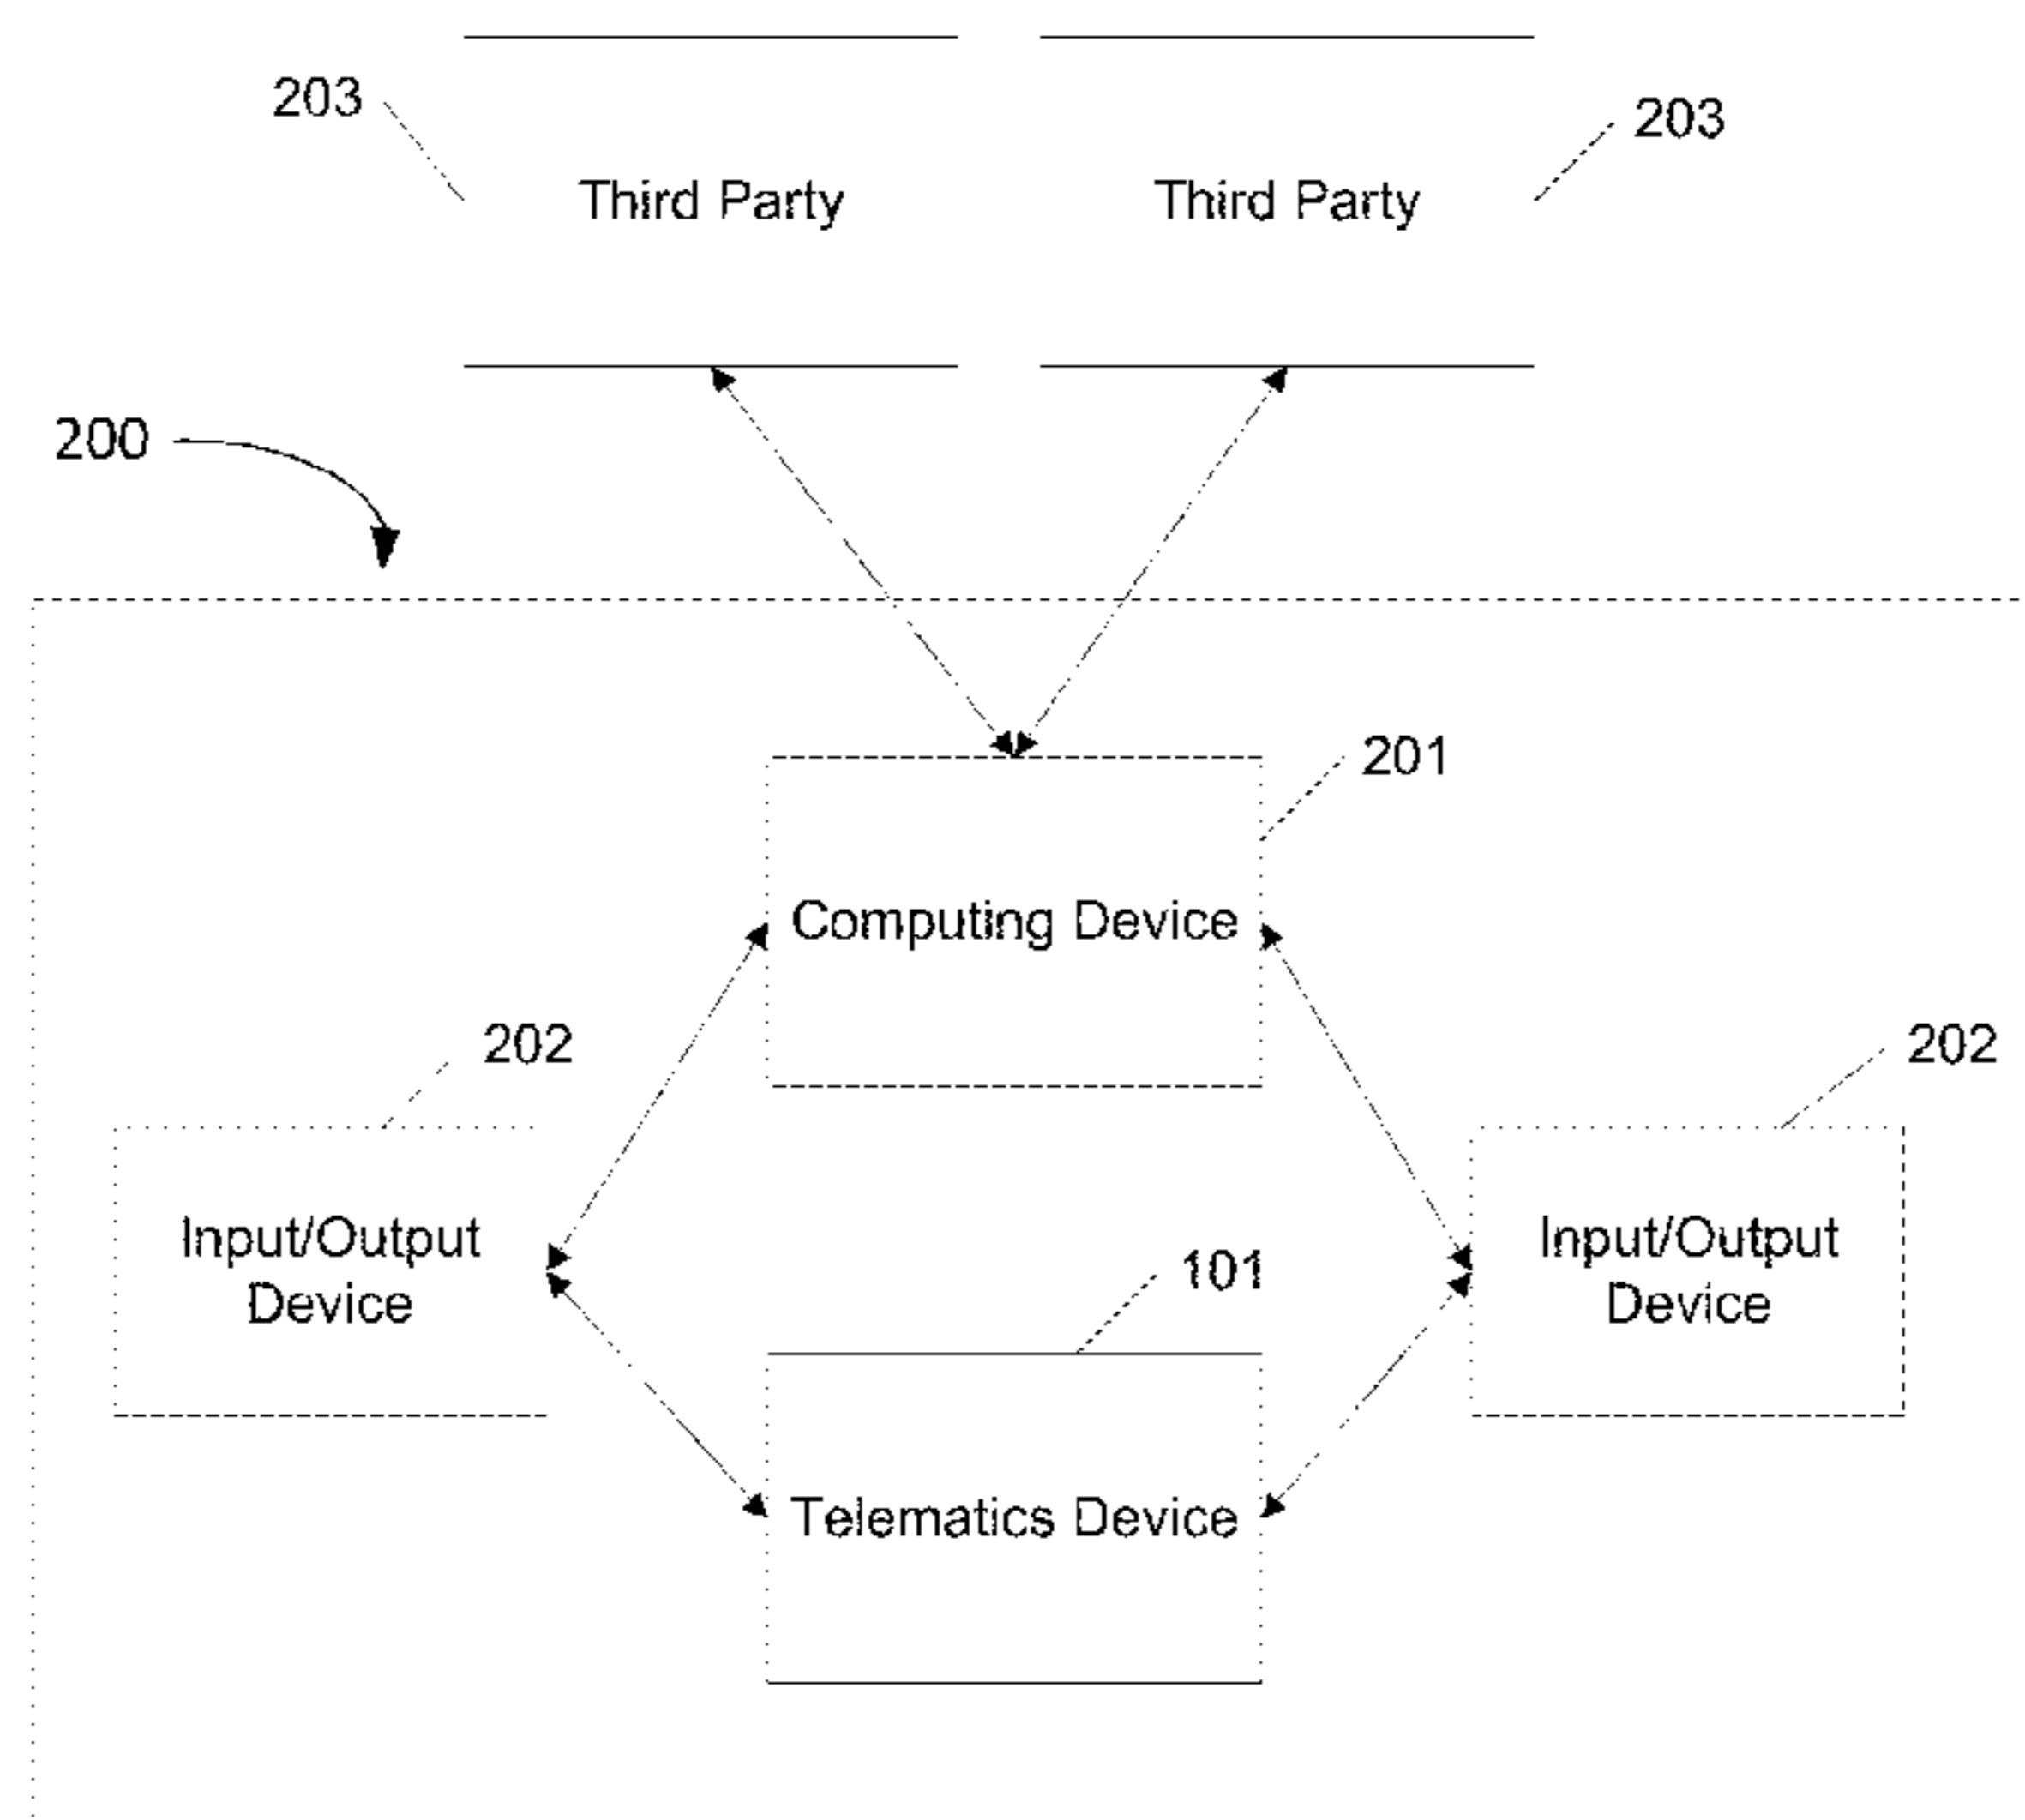 203
203
Third Party
Third Party
200
201
Computing Device
202
202
Input/Output
Device
Input/Output
Device
101
Telematics Device